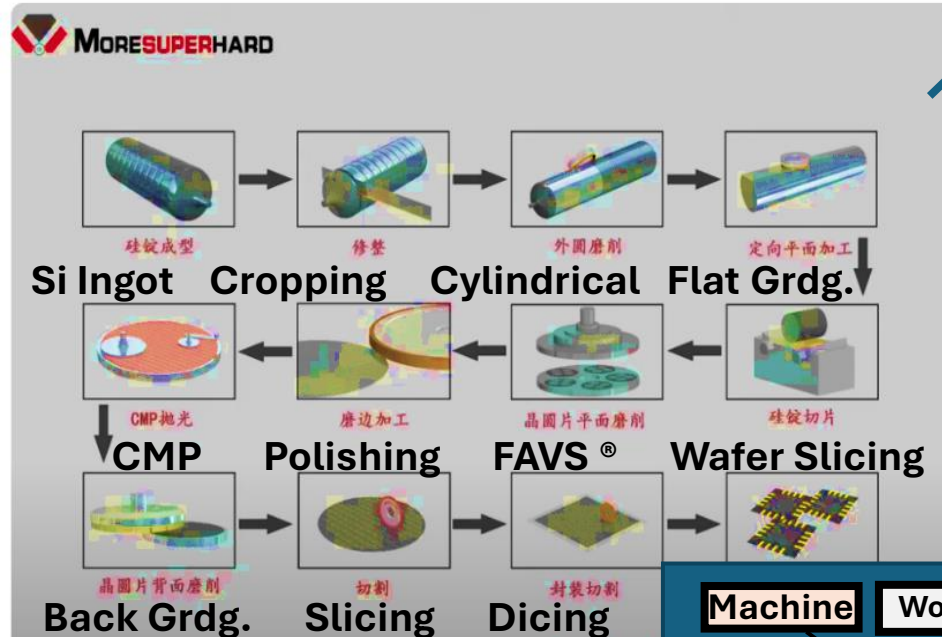 MORESUPERHARD
硅锭成型 修整 外圆磨削 定向平面加工
Si Ingot Cropping Cylindrical Flat Grdg.
CMP抛光 磨边加工 晶圆片平面磨削 硅锭切片
CMP Polishing FAVS ® Wafer Slicing
晶圆片背面磨削 切割 封装切割
Back Grdg. Slicing Dicing
Machine Wo